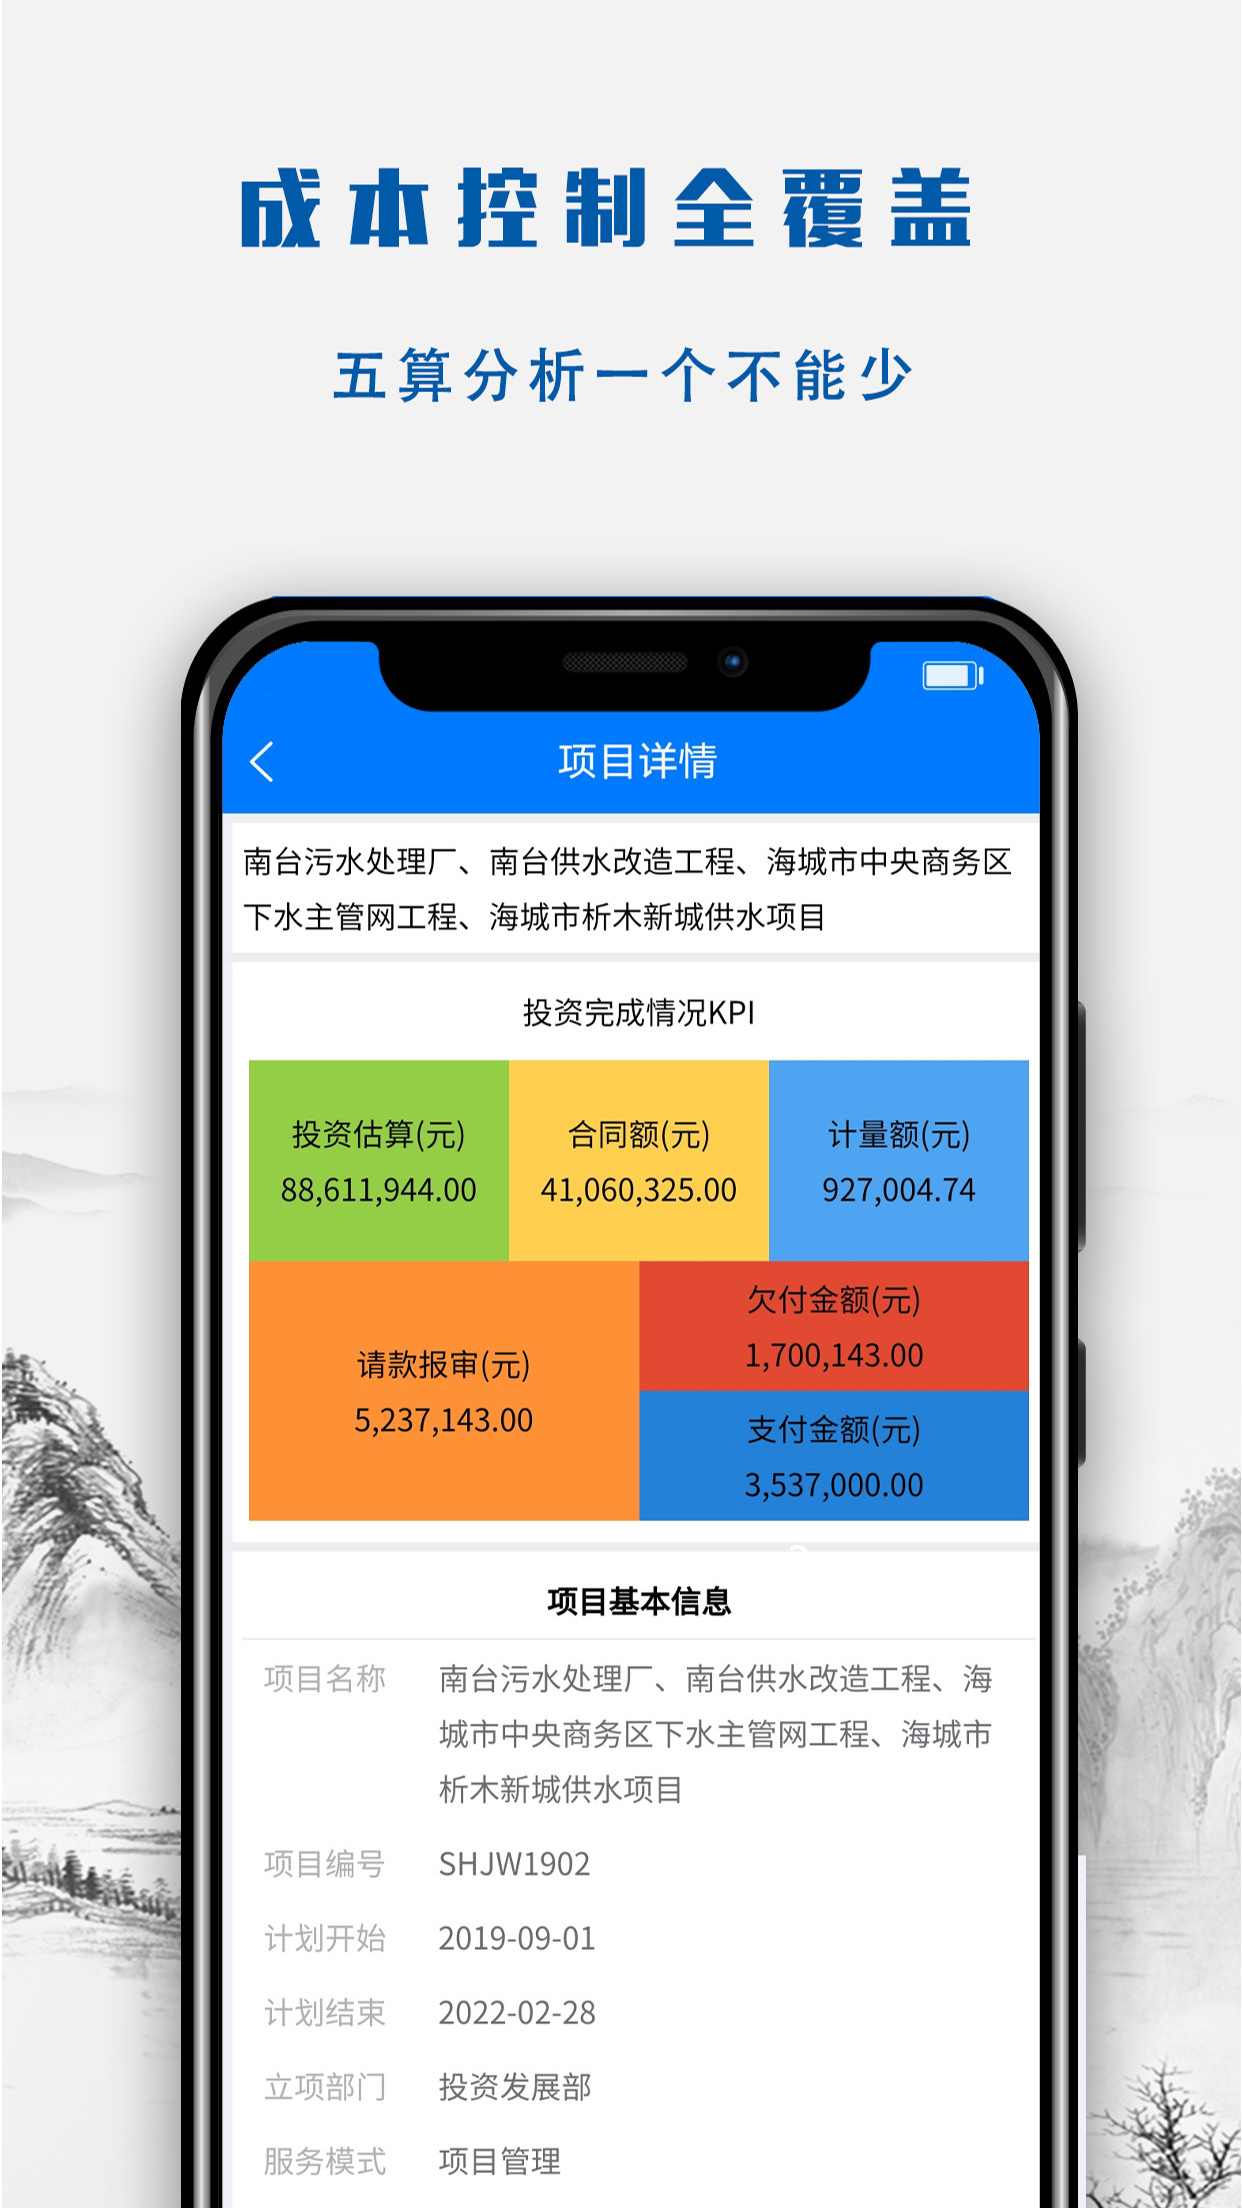 成本控制全覆盖
五算分析一个不能少
项目详情
南台污水处理厂、南台供水改造工程、海城市中央商务区
下水主管网工程、海城市析木新城供水项目
投资完成情况KPI
投资估算(元)
88,611,944.00
合同额(元)
41,060,325.00
计量额(元)
927,004.74
请款报审(元)
5,237,143.00
欠付金额(元)
1,700,143.00
支付金额(元)
3,537,000.00
项目基本信息
项目名称 南台污水处理厂、南台供水改造工程、海
城市中央商务区下水主管网工程、海城市
析木新城供水项目
项目编号 SHJW1902
计划开始 2019-09-01
计划结束 2022-02-28
立项部门 投资发展部
服务模式 项目管理